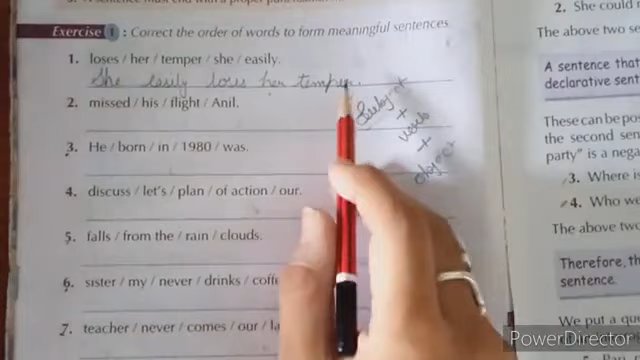 Exercise 1 : Correct the order of words to form meaningful sentences
1. loses / her / temper / she / easily.
She easily loses her temper.
2. missed / his / flight / Anil.
3. He / born / in / 1980 / was.
4. discuss / let's / plan / of action / our.
5. falls / from the / rain / clouds.
6. sister / my / never / drinks /
7. teacher / never / comes / our /
Subject
+
verb
+
object
2. She could
The above two se
A sentence that
declarative sent
These can be pos
the second sen
party" is a nega
3. Where is
4. Who we
The above two
Therefore, th
sentence.
We put a qu
PowerDirector